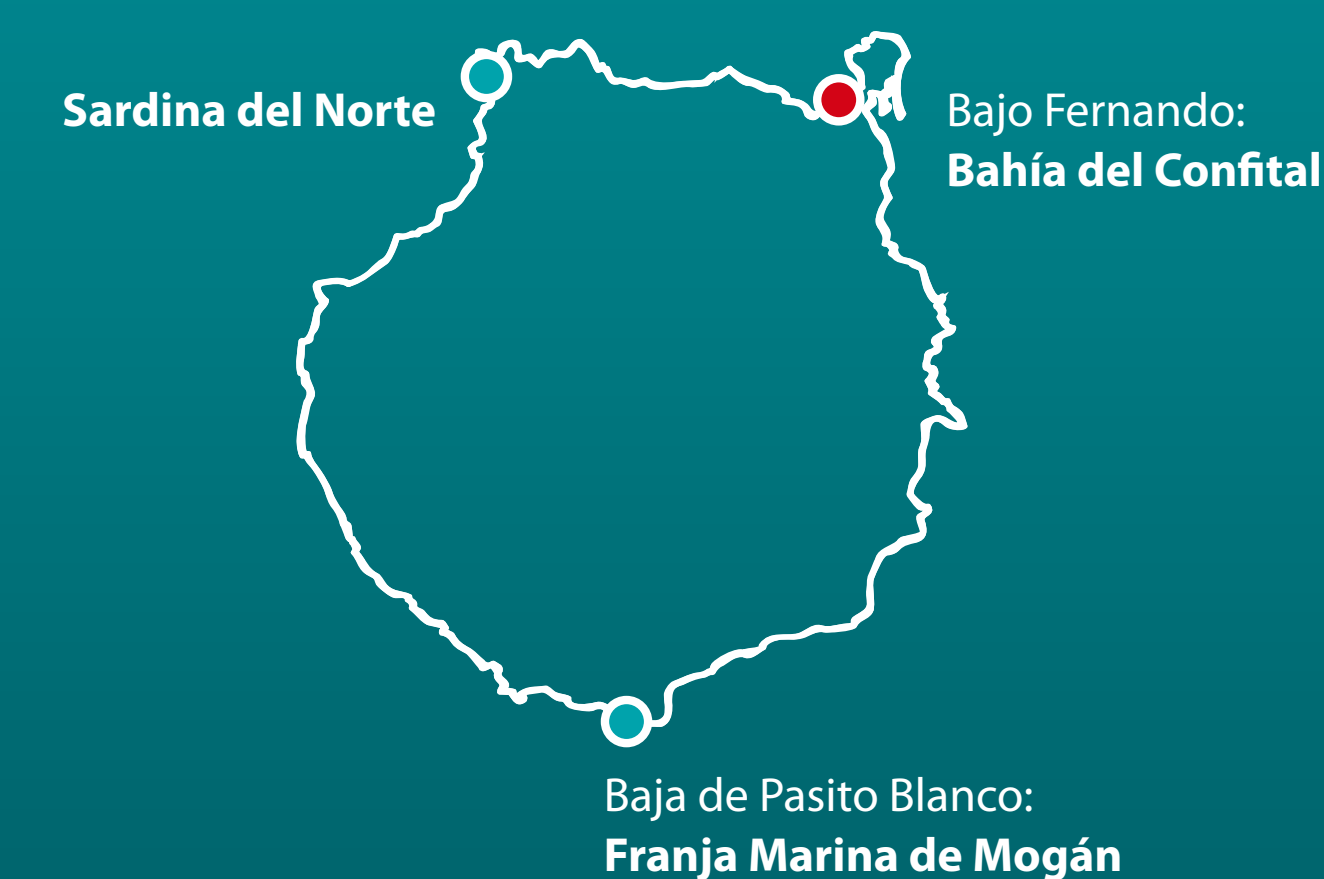 Sardina del Norte
Bajo Fernando:
Bahía del Confital
Baja de Pasito Blanco:
Franja Marina de Mogán